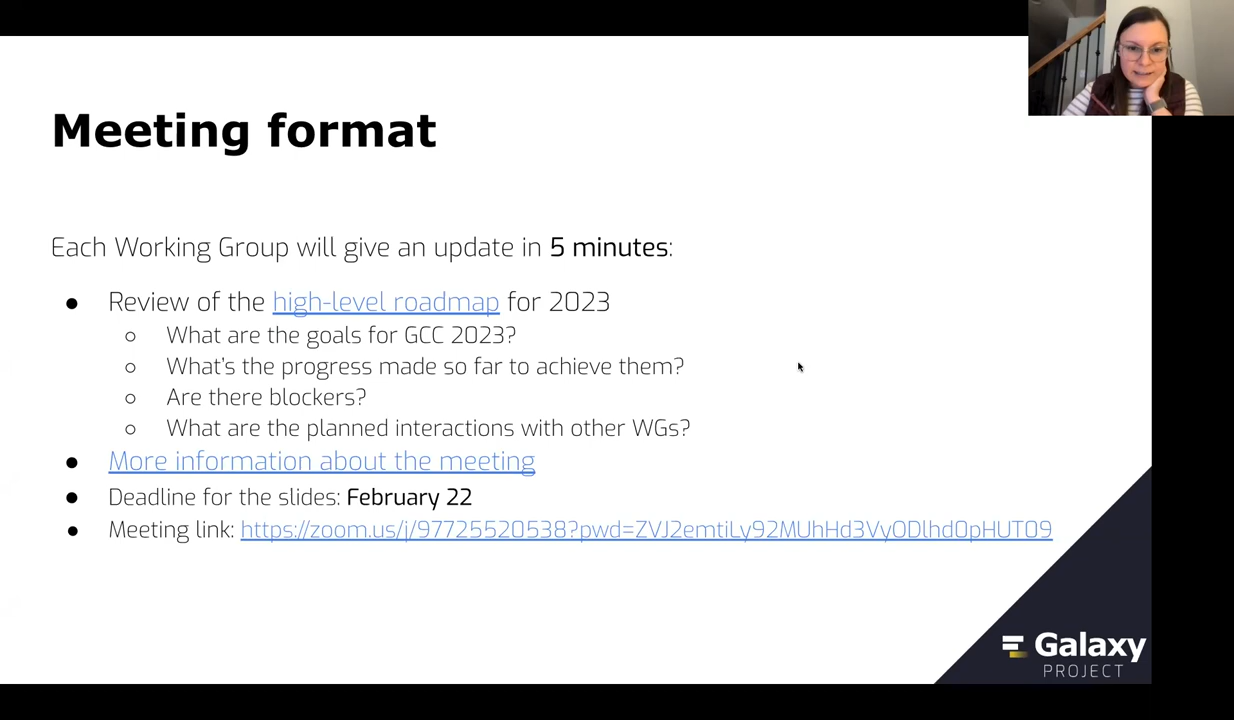 Meeting format
Each Working Group will give an update in 5 minutes:
● Review of the high-level roadmap for 2023
○ What are the goals for GCC 2023?
○ What's the progress made so far to achieve them?
○ Are there blockers?
○ What are the planned interactions with other WGs?
● More information about the meeting
● Deadline for the slides: February 22
● Meeting link: https://zoom.us/j/97725520538?pwd=ZVJ2emtiLy92MUhHd3VyODlhd0pHUT09
Galaxy
PROJECT